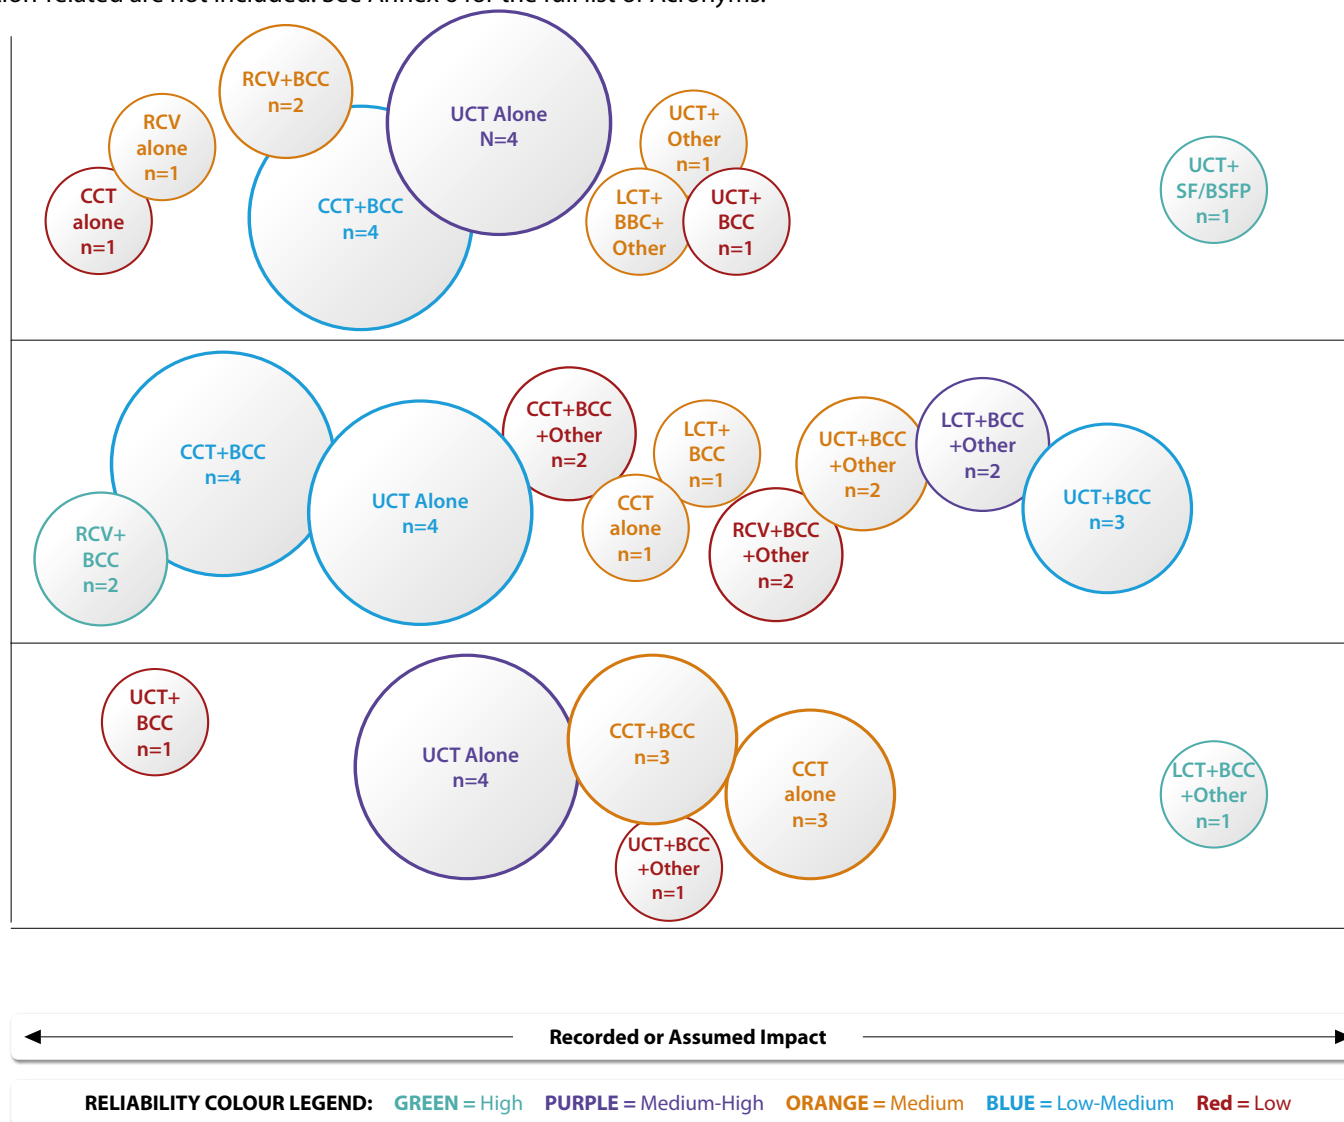 RCV+BCC
n=2
UCT Alone
N=4
RCV
alone
n=1
UCT+
Other
n=1
CCT
alone
n=1
CCT+BCC
n=4
LCT+
BBC+
Other
UCT+
BCC
n=1
UCT+
SF/BSFP
n=1
CCT+BCC
n=4
UCT Alone
n=4
RCV+
BCC
n=2
CCT+BCC
+Other
n=2
LCT+
BCC
n=1
CCT
alone
n=1
RCV+BCC
+Other
n=2
UCT+BCC
+Other
n=2
LCT+BCC
+Other
n=2
UCT+BCC
n=3
UCT+
BCC
n=1
UCT Alone
n=4
CCT+BCC
n=3
CCT
alone
n=3
UCT+BCC
+Other
n=1
LCT+BCC
+Other
n=1
Recorded or Assumed Impact
RELIABILITY COLOUR LEGEND: GREEN = High PURPLE = Medium-High ORANGE = Medium BLUE = Low-Medium Red = Low